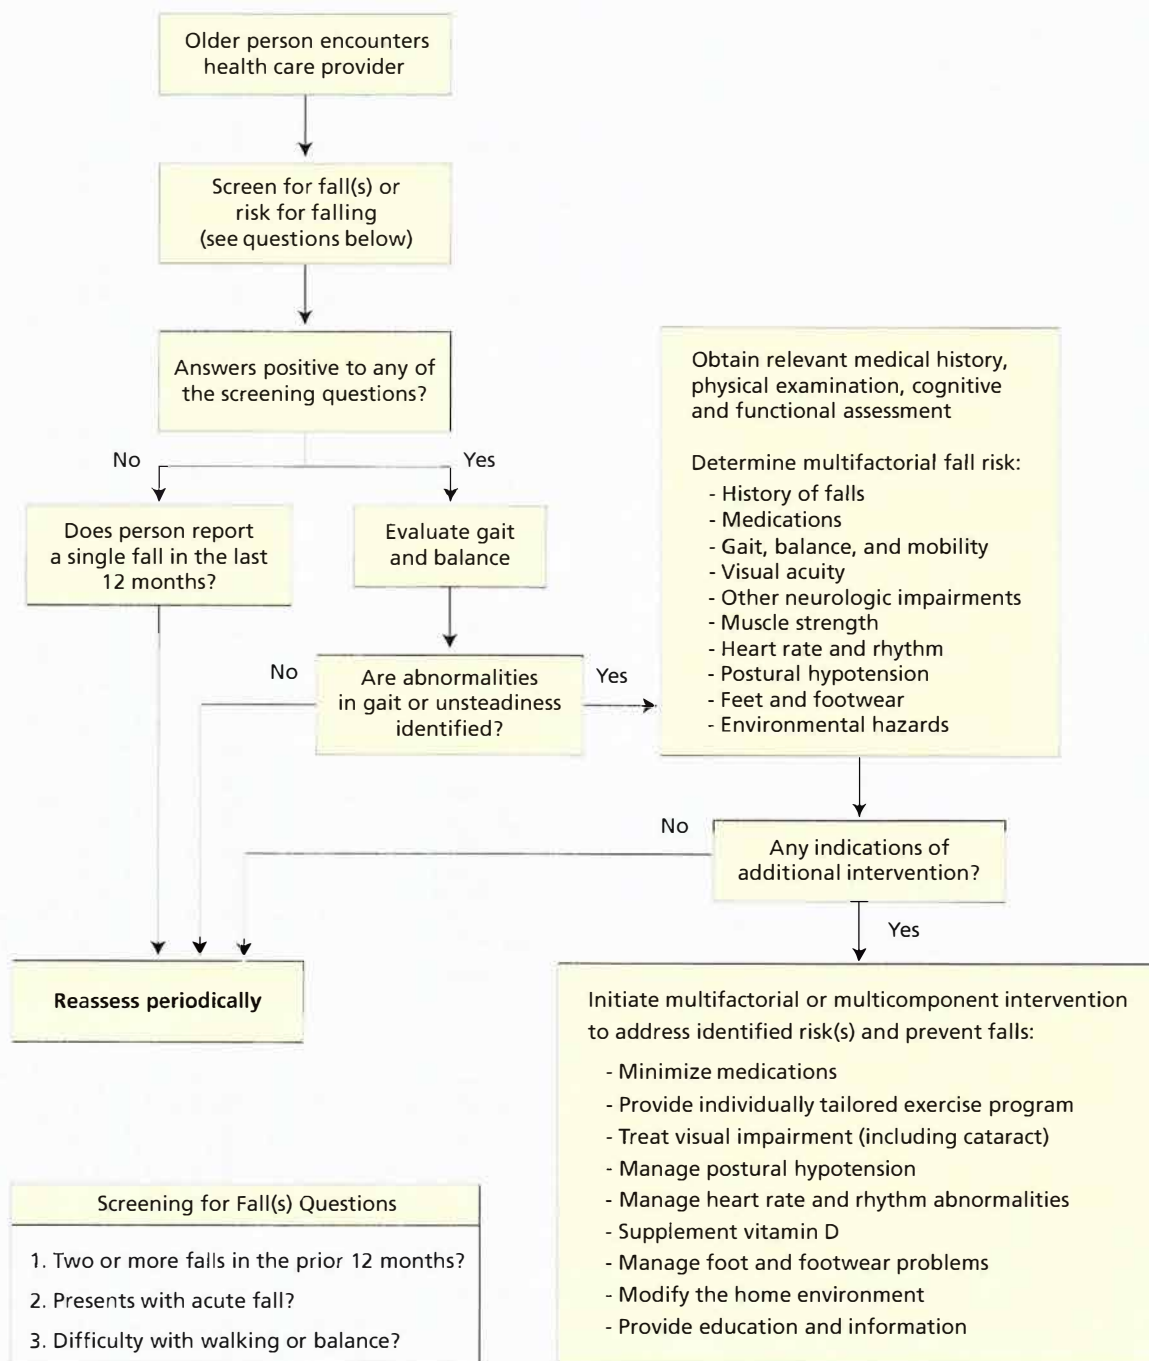 Older person encounters
health care provider
Screen for fall(s) or
risk for falling
(see questions below)
Answers positive to any of
the screening questions?
No
Yes
Does person report
a single fall in the last
12 months?
Evaluate gait
and balance
No
Are abnormalities
in gait or unsteadiness
identified?
Yes
Obtain relevant medical history,
physical examination, cognitive
and functional assessment
Determine multifactorial fall risk:
- History of falls
- Medications
- Gait, balance, and mobility
- Visual acuity
- Other neurologic impairments
- Muscle strength
- Heart rate and rhythm
- Postural hypotension
- Feet and footwear
- Environmental hazards
No
Any indications of
additional intervention?
Yes
Reassess periodically
Initiate multifactorial or multicomponent intervention
to address identified risk(s) and prevent falls:
- Minimize medications
- Provide individually tailored exercise program
- Treat visual impairment (including cataract)
- Manage postural hypotension
- Manage heart rate and rhythm abnormalities
- Supplement vitamin D
- Manage foot and footwear problems
- Modify the home environment
- Provide education and information
Screening for Fall(s) Questions
1. Two or more falls in the prior 12 months?
2. Presents with acute fall?
3. Difficulty with walking or balance?